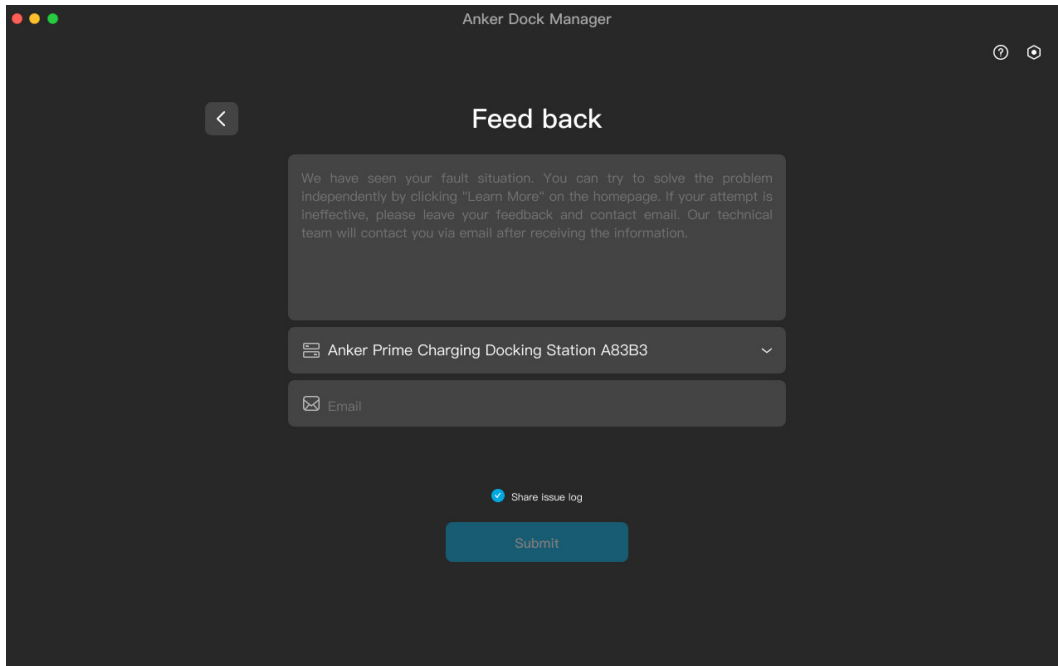 Anker Dock Manager
Feed back
We have seen your fault situation. You can try to solve the problem
independently by clicking "Learn More" on the homepage. If your attempt is
ineffective, please leave your feedback and contact email. Our technical
team will contact you via email after receiving the information.
Anker Prime Charging Docking Station A83B3
Email
Share issue log
Submit